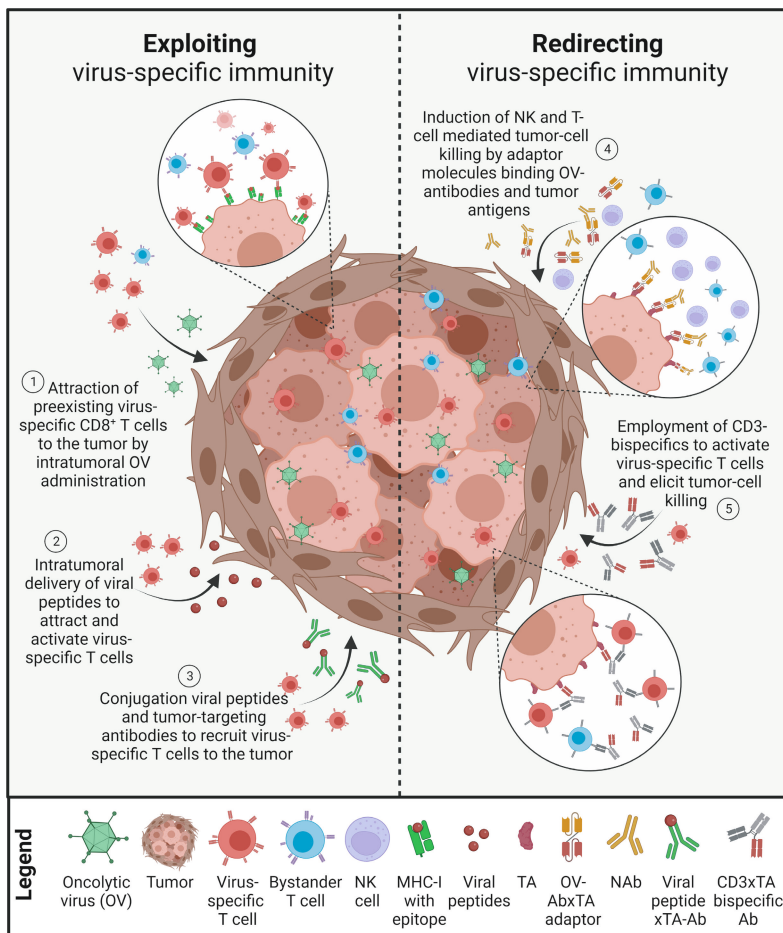 Exploiting
virus-specific immunity
Redirecting
virus-specific immunity
Induction of NK and T-
cell mediated tumor-cell
killing by adaptor
molecules binding OV-
antibodies and tumor
antigens
4
1
Attraction of
preexisting virus-
specific CD8⁺ T cells
to the tumor by
intratumoral OV
administration
Employment of CD3-
bispecifics to activate
virus-specific T cells
and elicit tumor-cell
killing
5
2
Intratumoral
delivery of viral
peptides to
attract and
activate virus-
specific T cells
3
Conjugation viral peptides
and tumor-targeting
antibodies to recruit virus-
specific T cells to the tumor
Legend
Oncolytic
virus (OV)
Tumor
Virus-
specific
T cell
Bystander
T cell
NK
cell
MHC-I
with
epitope
Viral
peptides
TA
OV-
AbxTA
adaptor
NAb
Viral
peptide
xTA-Ab
CD3xTA
bispecific
Ab